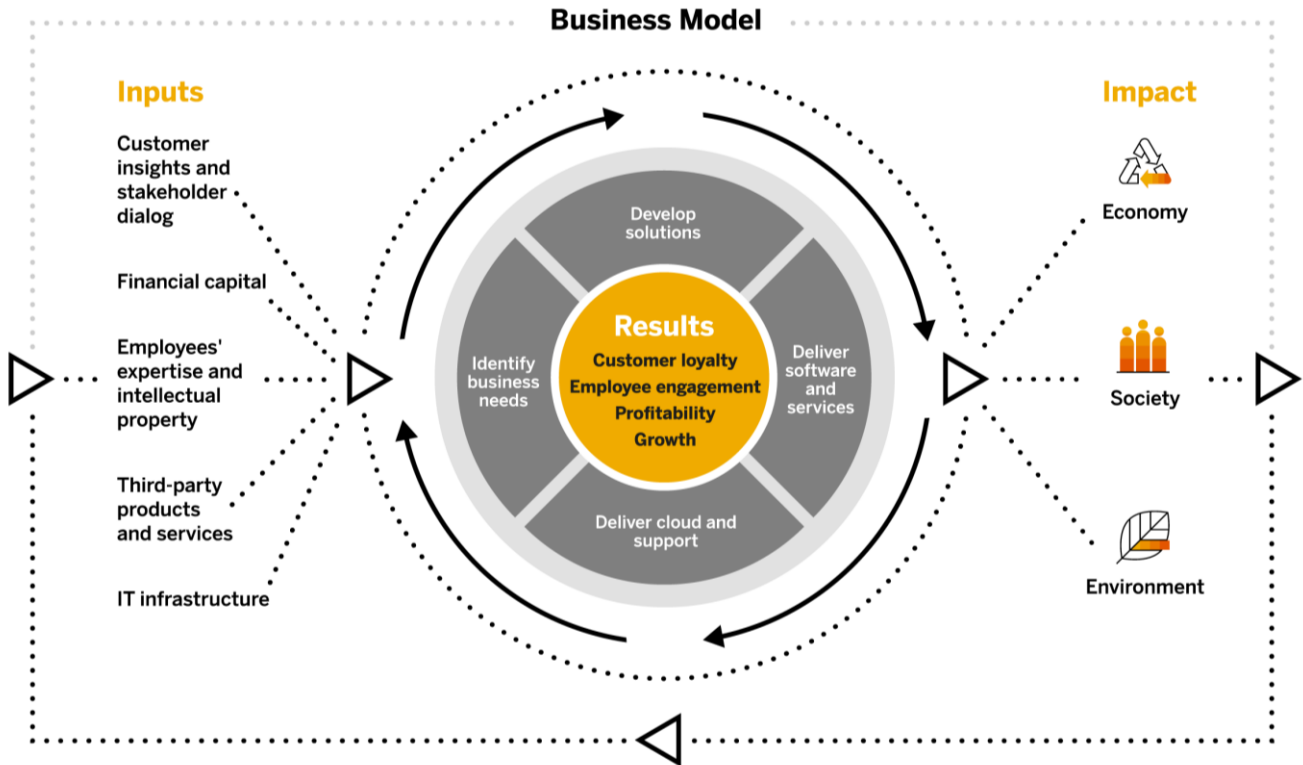 Business Model
Inputs
Customer
insights and
stakeholder
dialog
Financial capital
Employees'
expertise and
intellectual
property
Third-party
products
and services
IT infrastructure
Develop
solutions
Identify
business
needs
Results
Customer loyalty
Employee engagement
Profitability
Growth
Deliver
software
and
services
Deliver cloud and
support
Impact
Economy
Society
Environment